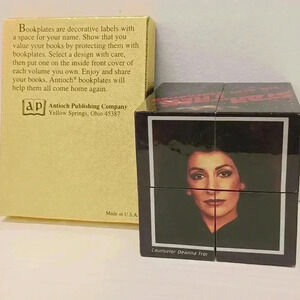 Bookplates are decorative labels with
a space for your name. Show that you
value your books by protecting them with
bookplates. Select a design with care,
then put one on the inside front cover of
each volume you own. Enjoy and share
your books. Antioch® bookplates will
help them all come home again.
ap
Antioch Publishing Company
Yellow Springs, Ohio 45387
Made in U.S.A.
Counselor Deanna Troi